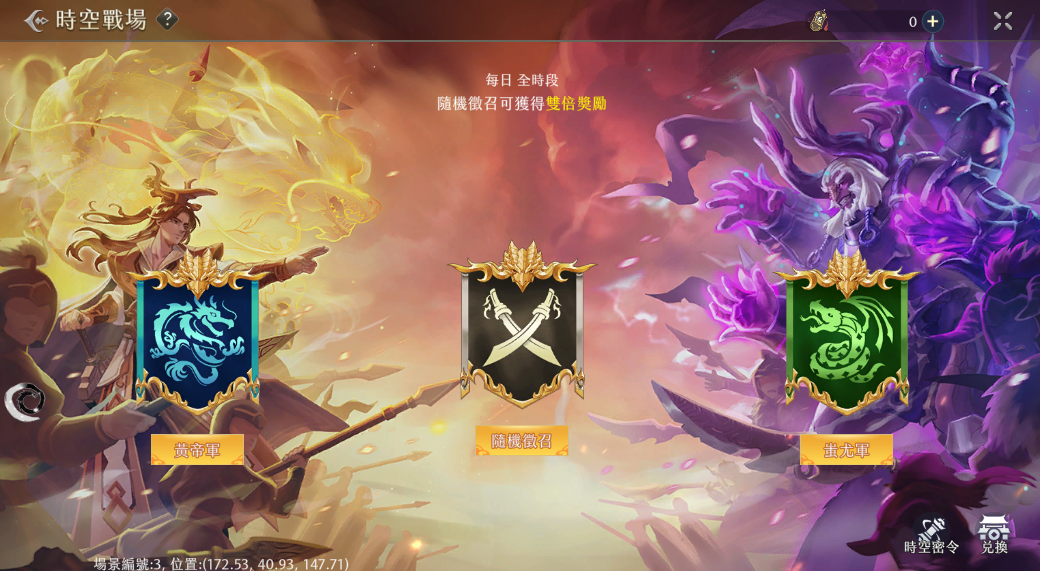 時空戰場 ?
0 +
每日 全時段
隨機徵召可獲得雙倍獎勵
黃帝軍
隨機徵召
蚩尤軍
時空密令
兌換
場景編號:3, 位置:(172.53, 40.93, 147.71)